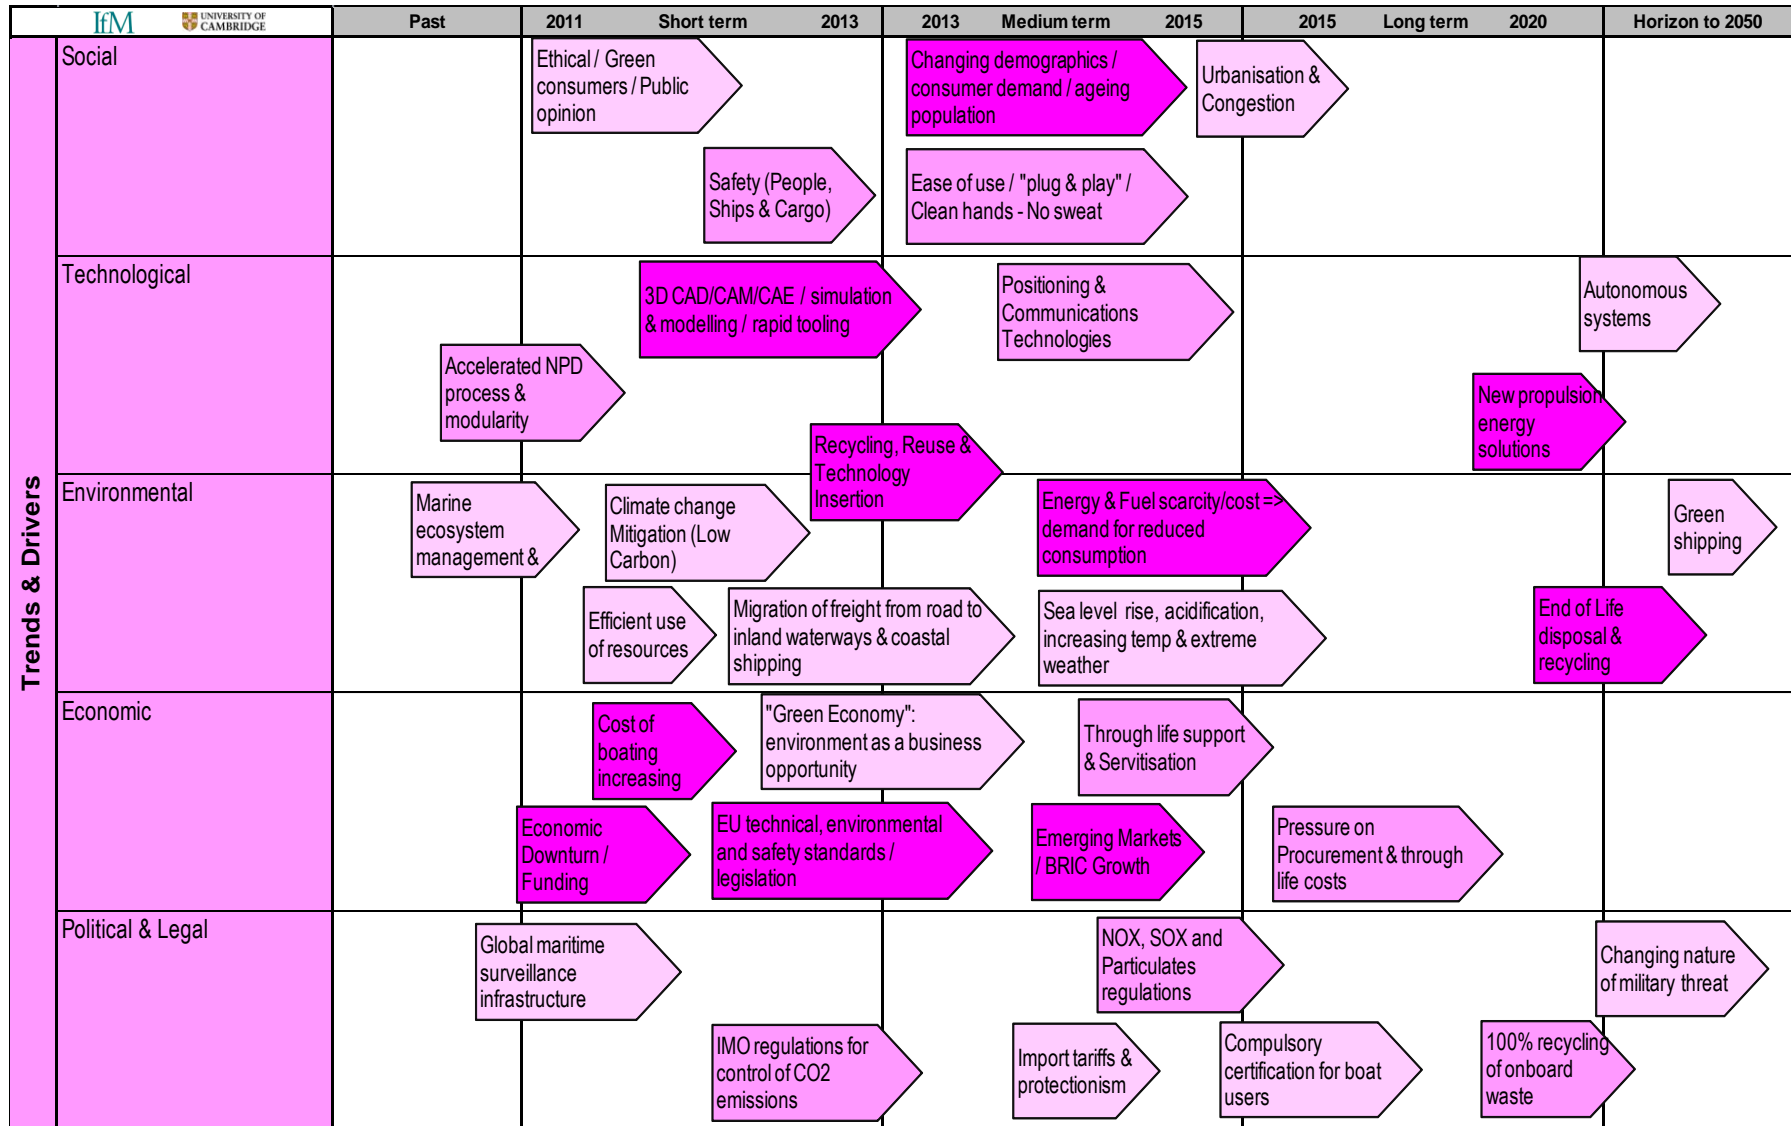 IfM
UNIVERSITY OF
CAMBRIDGE
Past
2011
Short term
2013
2013
Medium term
2015
2015
Long term
2020
Horizon to 2050
Trends & Drivers
Social
Ethical / Green
consumers / Public
opinion
Changing demographics /
consumer demand / ageing
population
Urbanisation &
Congestion
Safety (People,
Ships & Cargo)
Ease of use / "plug & play" /
Clean hands - No sweat
Technological
3D CAD/CAM/CAE / simulation
& modelling / rapid tooling
Positioning &
Communications
Technologies
Autonomous
systems
Accelerated NPD
process &
modularity
New propulsion
energy
solutions
Recycling, Reuse &
Technology
Insertion
Environmental
Marine
ecosystem
management &
Climate change
Mitigation (Low
Carbon)
Energy & Fuel scarcity/cost =>
demand for reduced
consumption
Green
shipping
Efficient use
of resources
Migration of freight from road to
inland waterways & coastal
shipping
Sea level rise, acidification,
increasing temp & extreme
weather
End of Life
disposal &
recycling
Economic
Cost of
boating
increasing
"Green Economy":
environment as a business
opportunity
Through life support
& Servitisation
Economic
Downturn /
Funding
EU technical, environmental
and safety standards /
legislation
Emerging Markets
/ BRIC Growth
Pressure on
Procurement & through
life costs
Political & Legal
Global maritime
surveillance
infrastructure
NOX, SOX and
Particulates
regulations
Changing nature
of military threat
IMO regulations for
control of CO2
emissions
Import tariffs &
protectionism
Compulsory
certification for boat
users
100% recycling
of onboard
waste